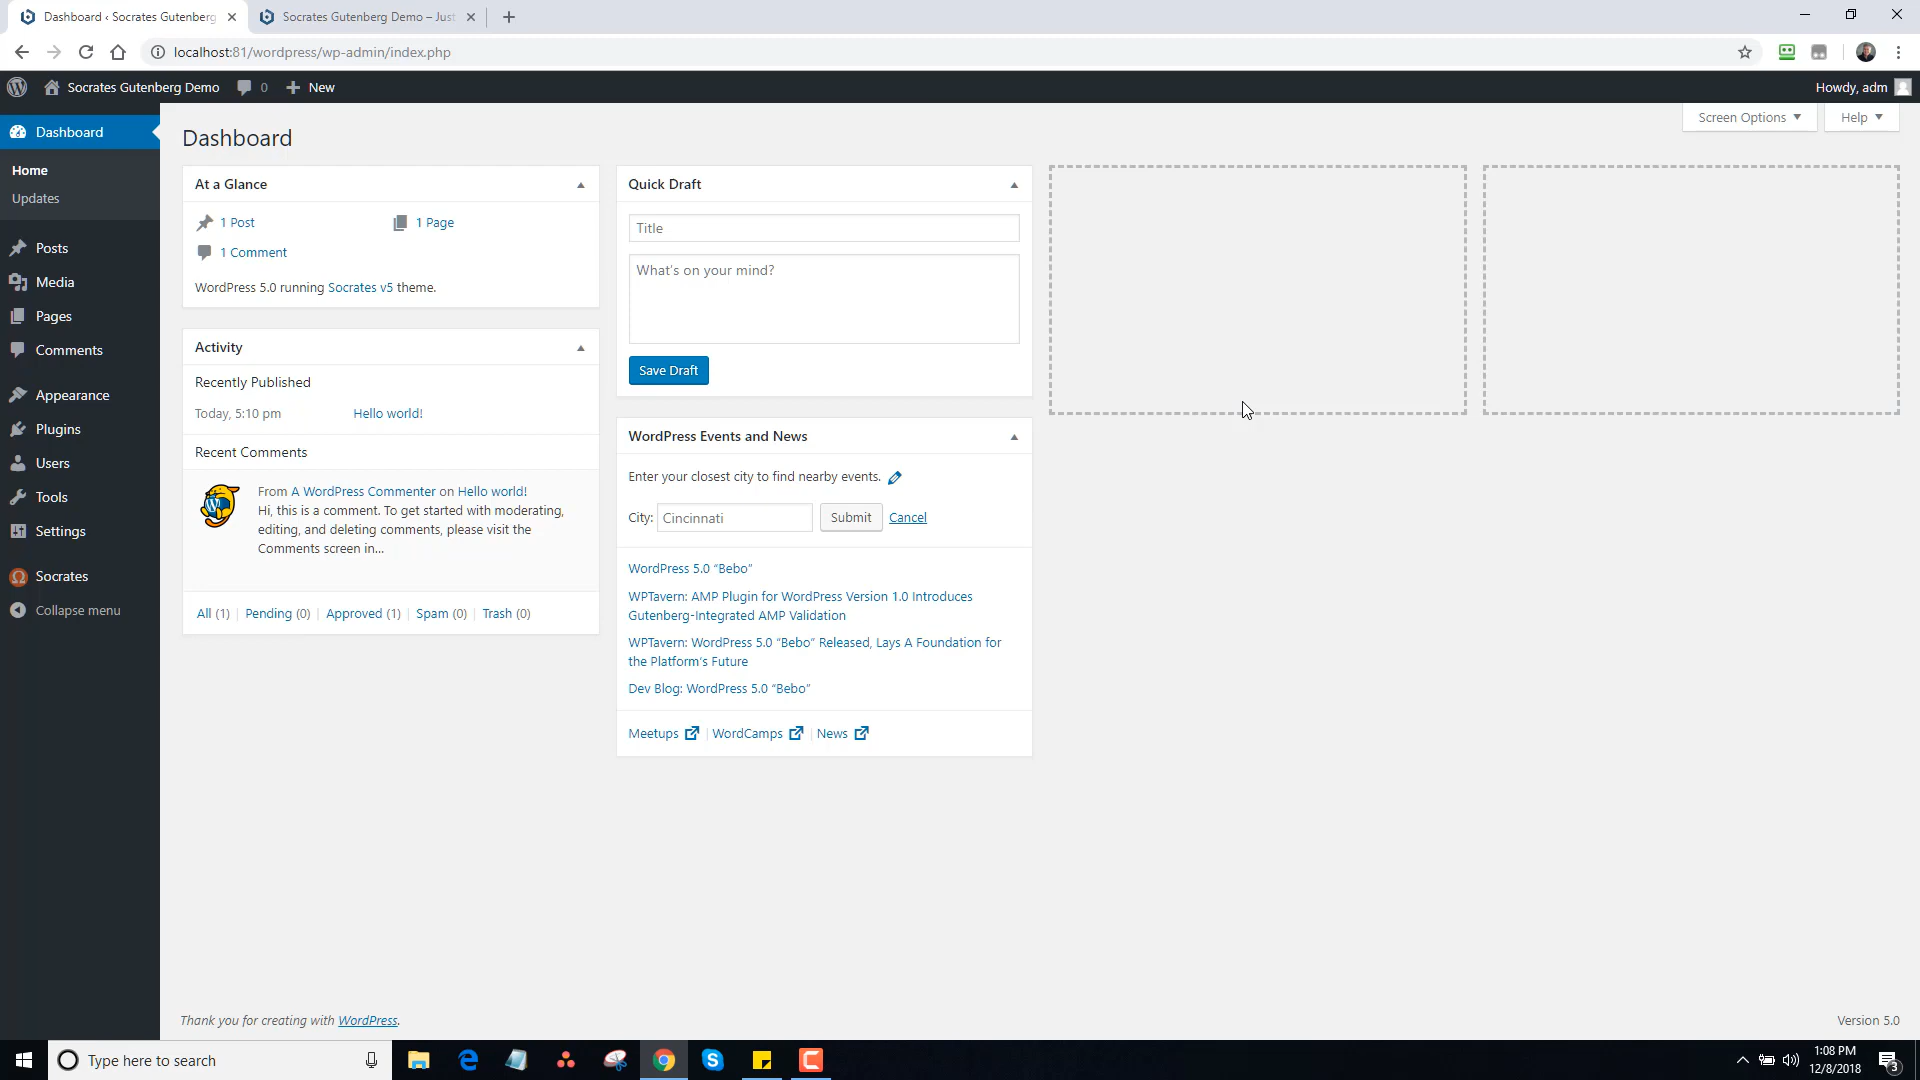 Dashboard ‹ Socrates Gutenberg
Socrates Gutenberg Demo – Just
localhost:81/wordpress/wp-admin/index.php
Socrates Gutenberg Demo
0
New
Howdy, adm
Dashboard
Home
Updates
Posts
Media
Pages
Comments
Appearance
Plugins
Users
Tools
Settings
Socrates
Collapse menu
Screen Options
Help
Dashboard
At a Glance
1 Post
1 Page
1 Comment
WordPress 5.0 running Socrates v5 theme.
Activity
Recently Published
Today, 5:10 pm
Hello world!
Recent Comments
From A WordPress Commenter on Hello world!
Hi, this is a comment. To get started with moderating,
editing, and deleting comments, please visit the
Comments screen in…
All (1) | Pending (0) | Approved (1) | Spam (0) | Trash (0)
Quick Draft
Title
What's on your mind?
Save Draft
WordPress Events and News
Enter your closest city to find nearby events.
City:
Cincinnati
Submit
Cancel
WordPress 5.0 “Bebo”
WPTavern: AMP Plugin for WordPress Version 1.0 Introduces
Gutenberg-Integrated AMP Validation
WPTavern: WordPress 5.0 “Bebo” Released, Lays A Foundation for
the Platform’s Future
Dev Blog: WordPress 5.0 “Bebo”
Meetups | WordCamps | News
Thank you for creating with WordPress.
Version 5.0
Type here to search
1:08 PM
12/8/2018
3